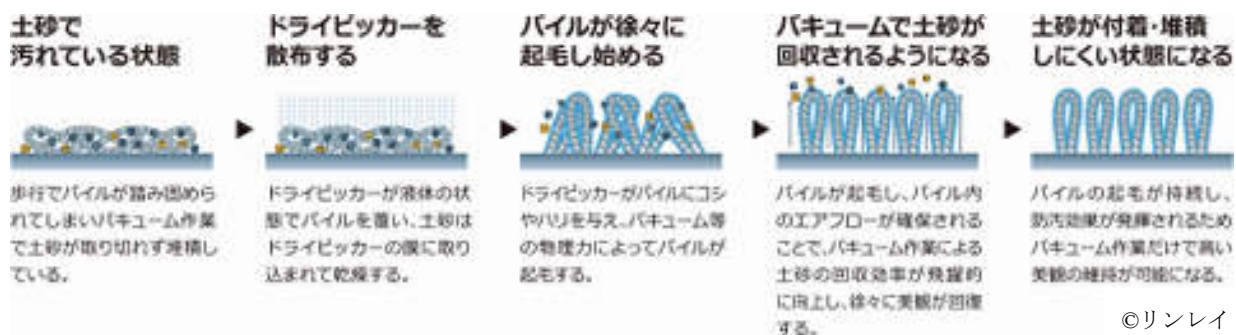 土砂で
汚れている状態
歩行でパイルが踏み固めら
れてしまいバキューム作業
で土砂が取り切れず堆積し
ている。
ドライピッカーを
散布する
ドライピッカーが液体の状
態でパイルを覆い、土砂は
ドライピッカーの膜に取り
込まれて乾燥する。
パイルが徐々に
起毛し始める
ドライピッカーがパイルにコシ
やハリを与え、バキューム等
の物理力によってパイルが
起毛する。
バキュームで土砂が
回収されるようになる
パイルが起毛し、パイル内
のエアフローが確保される
ことで、バキューム作業による
土砂の回収効率が飛躍的
に向上し、徐々に美観が回復
する。
土砂が付着・堆積
しにくい状態になる
パイルの起毛が持続し、
防汚効果が発揮されるため
バキューム作業だけで高い
美観の維持が可能になる。
©リンレイ